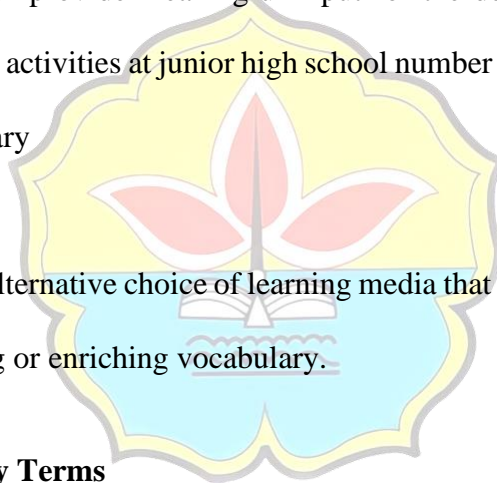 activities at junior high school number
ary
lternative choice of learning media that
g or enriching vocabulary.
y Terms